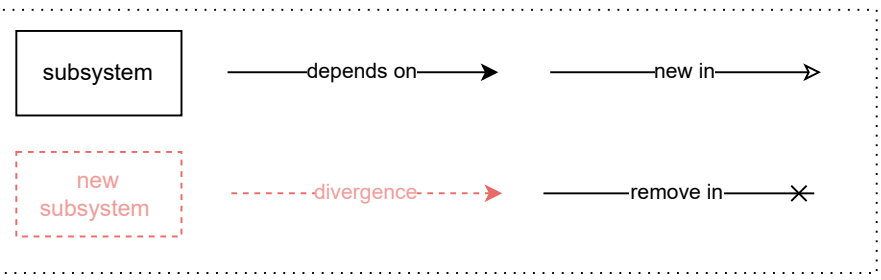 subsystem
depends on
new in
new
subsystem
divergence
remove in